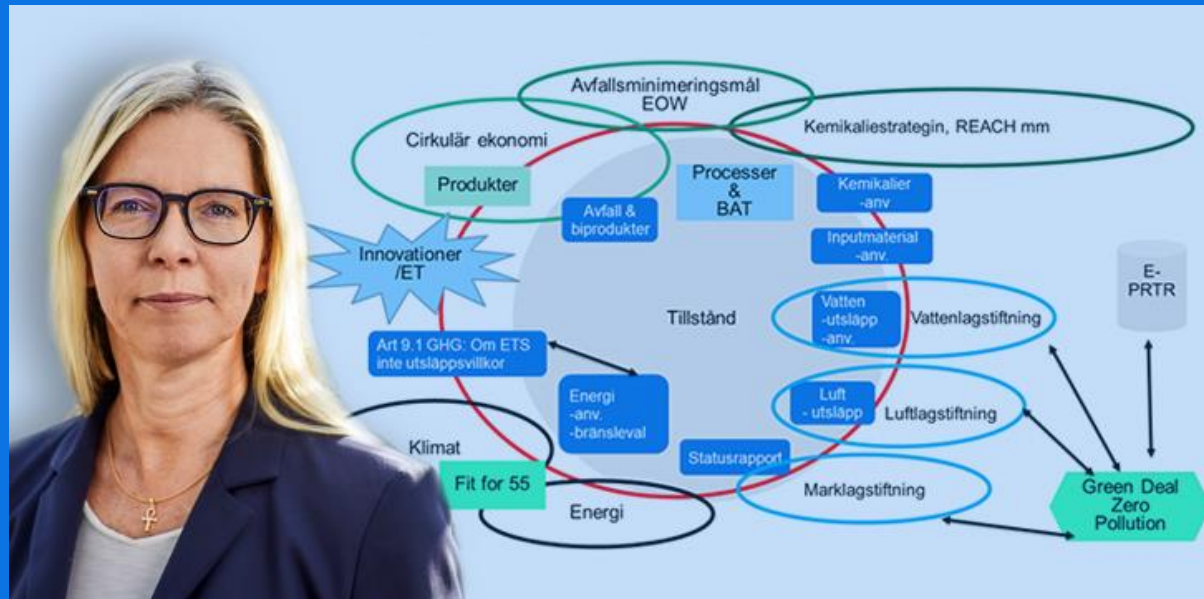 Avfallsminimeringsmål
EOW
Kemikaliestrategin, REACH mm
Cirkulär ekonomi
Produkter
Processer
&
BAT
Kemikalier
-anv
Avfall &
biprodukter
Innovationer
/ET
Inputmaterial
-anv.
E-
PRTR
Tillstånd
Vatten
-utsläpp
-anv.
Vattenlagstiftning
Art 9.1 GHG: Om ETS
inte utsläppsvillkor
Energi
-anv.
-bränsleval
Luft
- utsläpp
Luftlagstiftning
Klimat
Statusrapport
Fit for 55
Marklagstiftning
Green Deal
Zero
Pollution
Energi